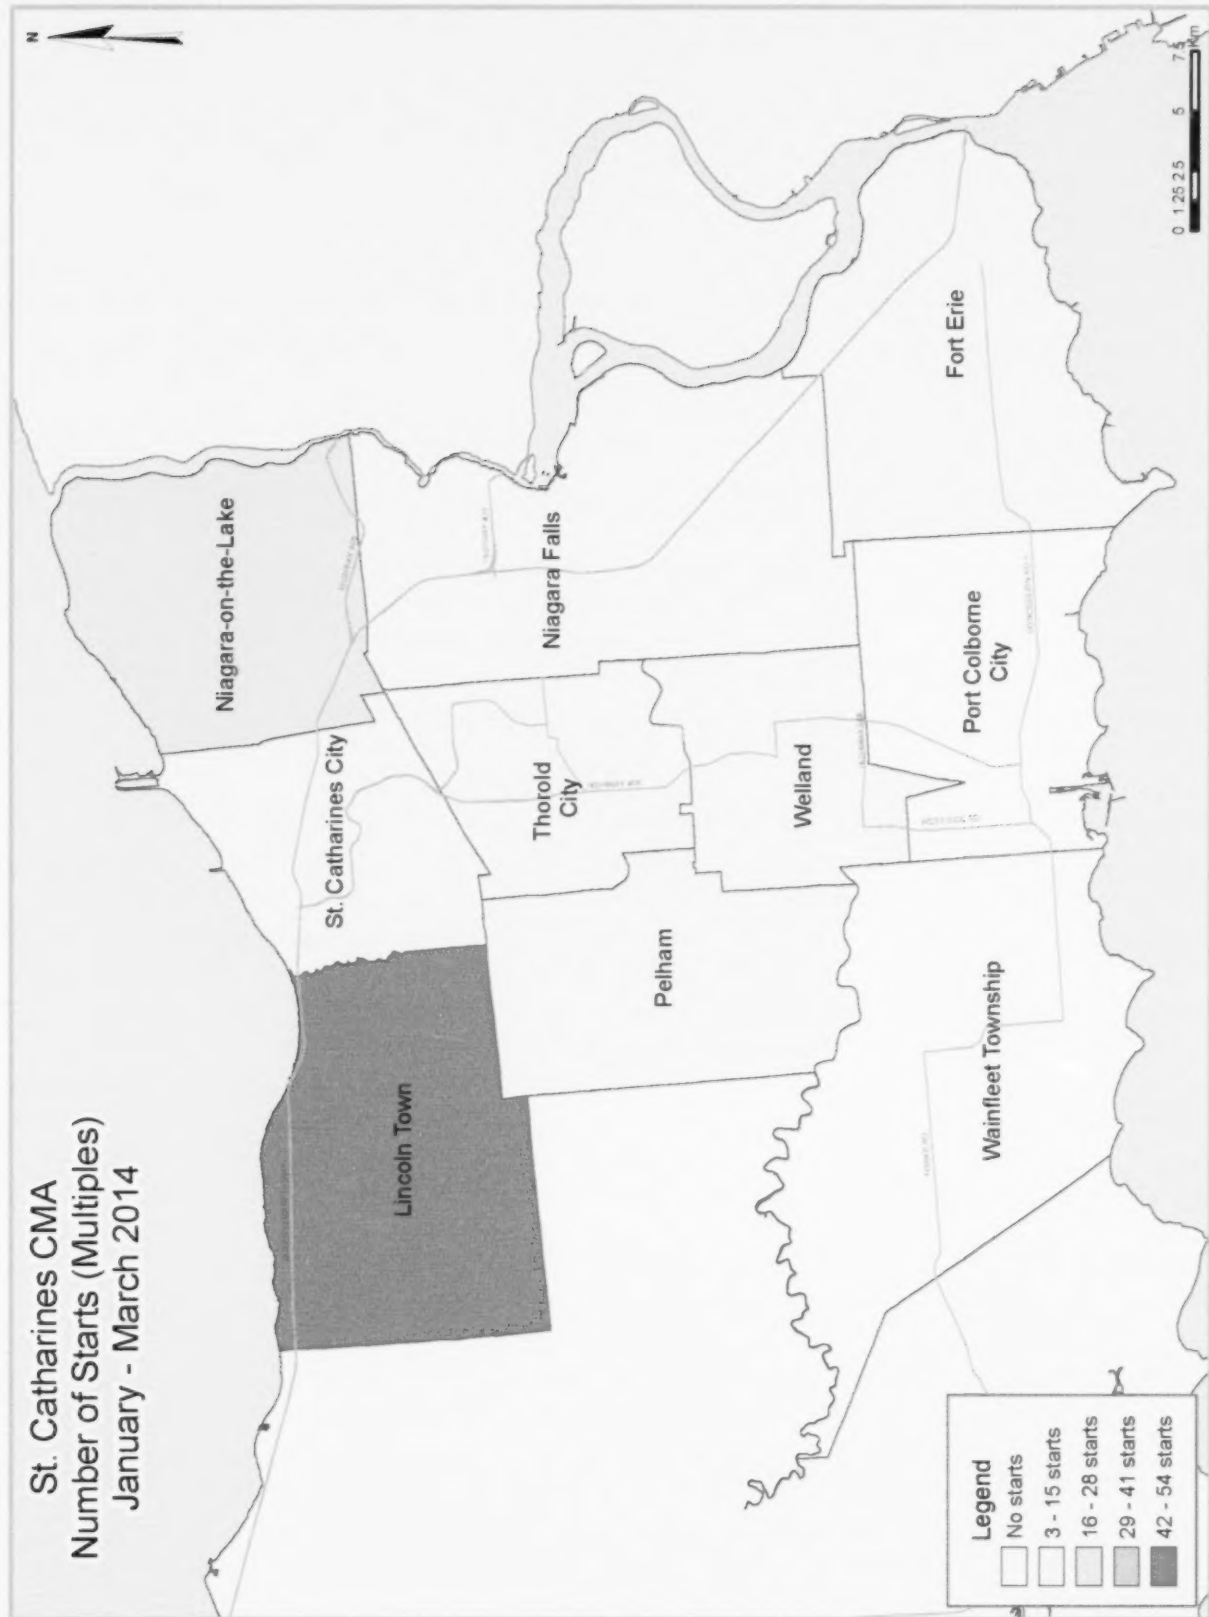 St. Catharines CMA
Number of Starts (Multiples)
January - March 2014
N
Niagara-on-the-Lake
St. Catharines City
Lincoln Town
Niagara Falls
Thorold
City
Pelham
Welland
Fort Erie
Port Colborne
City
Wainfleet Township
Legend
No starts
3 - 15 starts
16 - 28 starts
29 - 41 starts
42 - 54 starts
0 1.25 2.5 5 7.5
Km